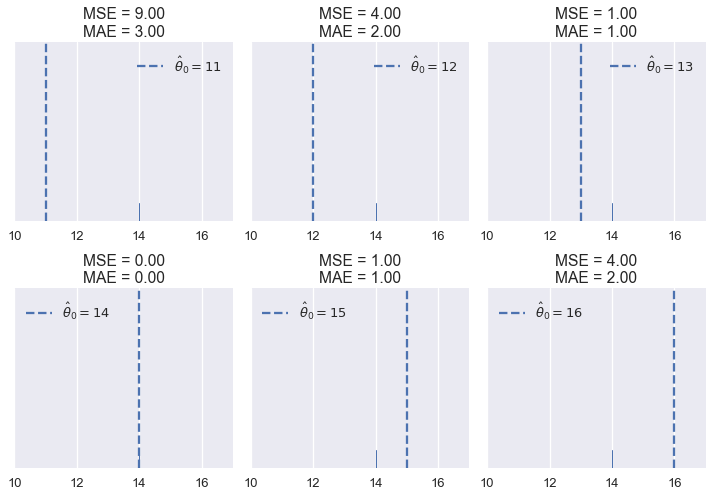 MSE = 9.00
MAE = 3.00
θ̂₀ = 11
10 12 14 16
MSE = 4.00
MAE = 2.00
θ̂₀ = 12
10 12 14 16
MSE = 1.00
MAE = 1.00
θ̂₀ = 13
10 12 14 16
MSE = 0.00
MAE = 0.00
θ̂₀ = 14
10 12 14 16
MSE = 1.00
MAE = 1.00
θ̂₀ = 15
10 12 14 16
MSE = 4.00
MAE = 2.00
θ̂₀ = 16
10 12 14 16